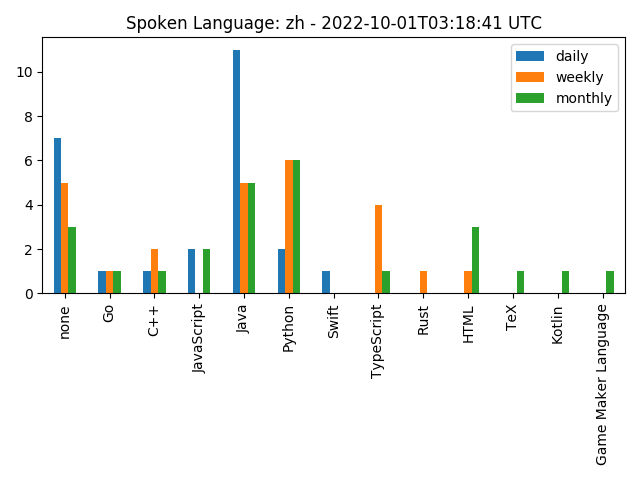 Spoken Language: zh - 2022-10-01T03:18:41 UTC
daily
weekly
monthly
10
8
6
4
2
0
none
Go
C++
JavaScript
Java
Python
Swift
TypeScript
Rust
HTML
TeX
Kotlin
Game Maker Language